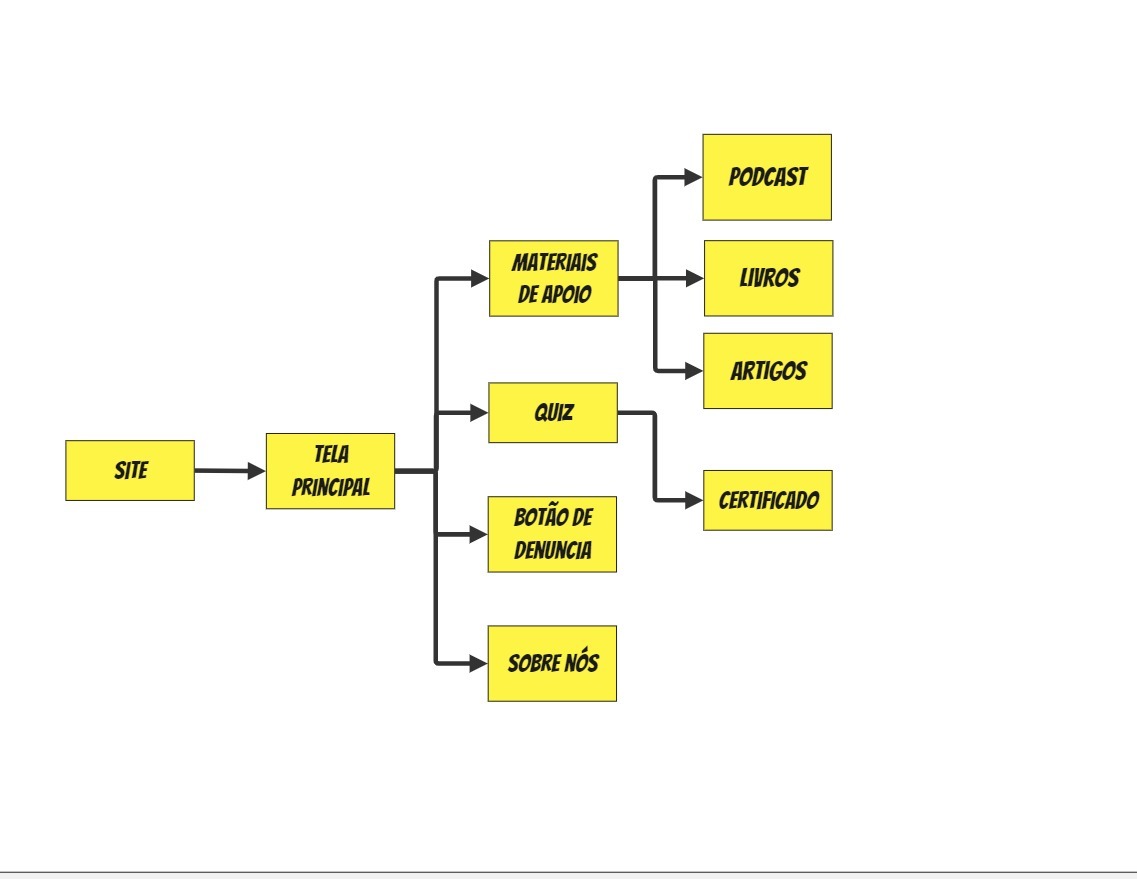 SITE
TELA
PRINCIPAL
MATERIAIS
DE APOIO
QUIZ
BOTÃO DE
DENUNCIA
SOBRE NÓS
PODCAST
LIVROS
ARTIGOS
CERTIFICADO